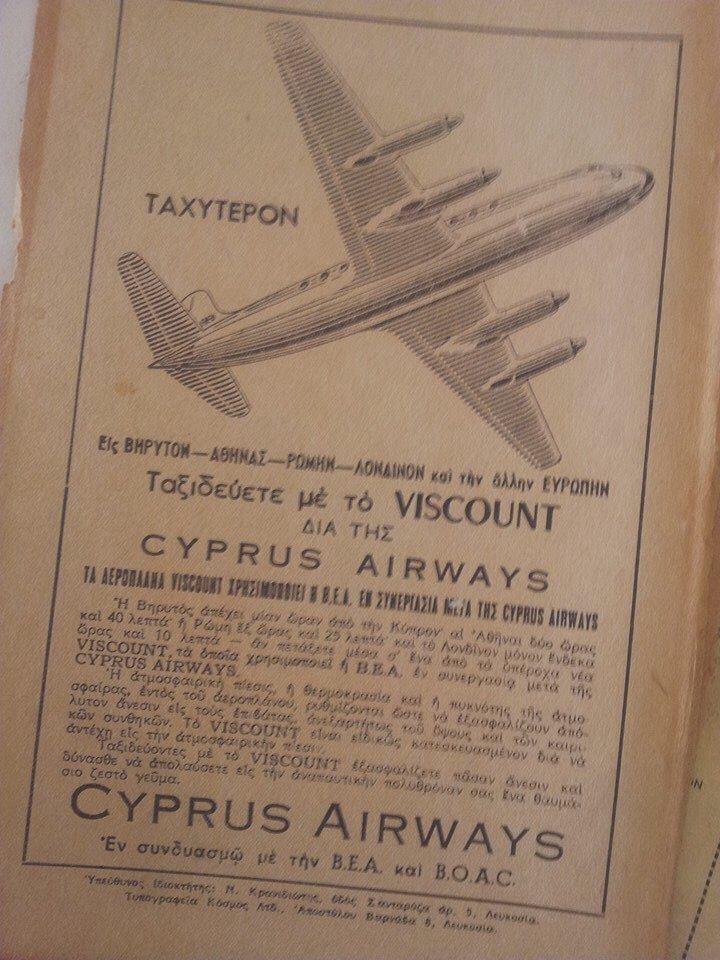 ΤΑΧΥΤΕΡΟΝ
Εἰς ΒΗΡΥΤΟΝ—ΑΘΗΝΑΣ—ΡΩΜΗΝ—ΛΟΝΔΙΝΟΝ καὶ τὴν ἄλλην ΕΥΡΩΠΗΝ
Ταξιδεύετε μὲ τὸ VISCOUNT
ΔΙΑ ΤΗΣ
CYPRUS AIRWAYS
ΤΑ ΑΕΡΟΠΛΑΝΑ VISCOUNT ΧΡΗΣΙΜΟΠΟΙΕΙ Η B.E.A. ΕΝ ΣΥΝΕΡΓΑΣΙΑ ΜΕΤΑ ΤΗΣ CYPRUS AIRWAYS
Ἡ Βηρυτὸς ἀπέχει μίαν ὥραν ἀπὸ τὴν Κύπρον· αἱ Ἀθῆναι δύο ὥρας
καὶ 40 λεπτά· ἡ Ρώμη ἓξ ὥρας καὶ 25 λεπτὰ καὶ τὸ Λονδῖνον μόνον ἕνδεκα
ὥρας καὶ 10 λεπτὰ — ἂν πετάξετε μέσα σ' ἕνα ἀπὸ τὰ ὑπέροχα νέα
VISCOUNT, τὰ ὁποῖα χρησιμοποιεῖ ἡ B.E.A. ἐν συνεργασίᾳ μετὰ τῆς
CYPRUS AIRWAYS.
Ἡ ἀτμοσφαιρικὴ πίεσις, ἡ θερμοκρασία καὶ ἡ πυκνότης τῆς ἀτμο-
σφαίρας, ἐντὸς τοῦ ἀεροπλάνου, ρυθμίζονται ὥστε νὰ ἐξασφαλίζουν ἀπό-
λυτον ἄνεσιν εἰς τοὺς ἐπιβάτας, ἀνεξαρτήτως τοῦ ὕψους καὶ τῶν καιρι-
κῶν συνθηκῶν. Τὸ VISCOUNT εἶναι εἰδικῶς κατεσκευασμένον διὰ νὰ
ἀντέχῃ εἰς τὴν ἀτμοσφαιρικὴν πίεσιν.
Ταξιδεύοντες μὲ τὸ VISCOUNT ἐξασφαλίζετε πᾶσαν ἄνεσιν καὶ
δύνασθε νὰ ἀπολαύσετε εἰς τὴν ἀναπαυτικὴν πολυθρόναν σας ἕνα θαυμά-
σιο ζεστὸ γεῦμα.
CYPRUS AIRWAYS
Ἐν συνδυασμῷ μὲ τὴν B.E.A. καὶ B.O.A.C.
Ὑπεύθυνος Ἰδιοκτήτης: Ν. Κρανιδιώτης, ὁδὸς Σανταρόζα ἀρ. 9, Λευκωσία.
Τυπογραφεῖα Κόσμος Λτδ., Ἀποστόλου Βαρνάβα 8, Λευκωσία.